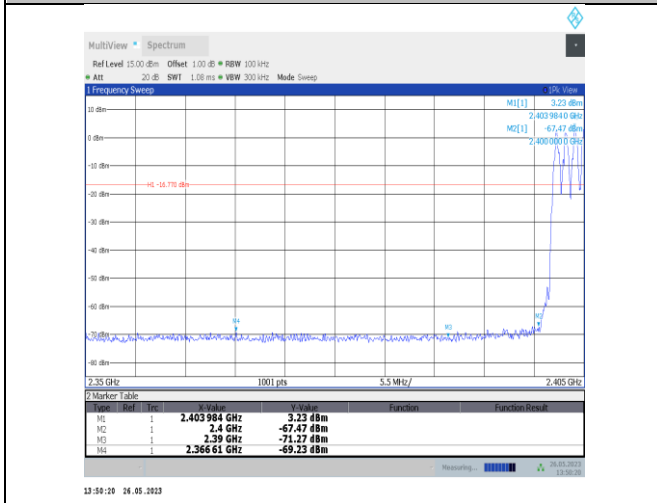 MultiView Spectrum
Ref Level 15.00 dBm Offset 1.00 dB RBW 100 kHz
Att 20 dB SWT 1.08 ms VBW 300 kHz Mode Sweep
1 Frequency Sweep 1Pk View
M1[1] 3.23 dBm
2.4039840 GHz
M2[1] -67.47 dBm
2.4000000 GHz
10 dBm
0 dBm
-10 dBm
H1 -16.770 dBm
-20 dBm
-30 dBm
-40 dBm
-50 dBm
-60 dBm
M4 M3 M2
-70 dBm
-80 dBm
2.35 GHz 1001 pts 5.5 MHz/ 2.405 GHz
2 Marker Table
Type Ref Trc X-Value Y-Value Function Function Result
M1 1 2.403 984 GHz 3.23 dBm
M2 1 2.4 GHz -67.47 dBm
M3 1 2.39 GHz -71.27 dBm
M4 1 2.366 61 GHz -69.23 dBm
Measuring... 26.05.2023
13:50:20
13:50:20 26.05.2023